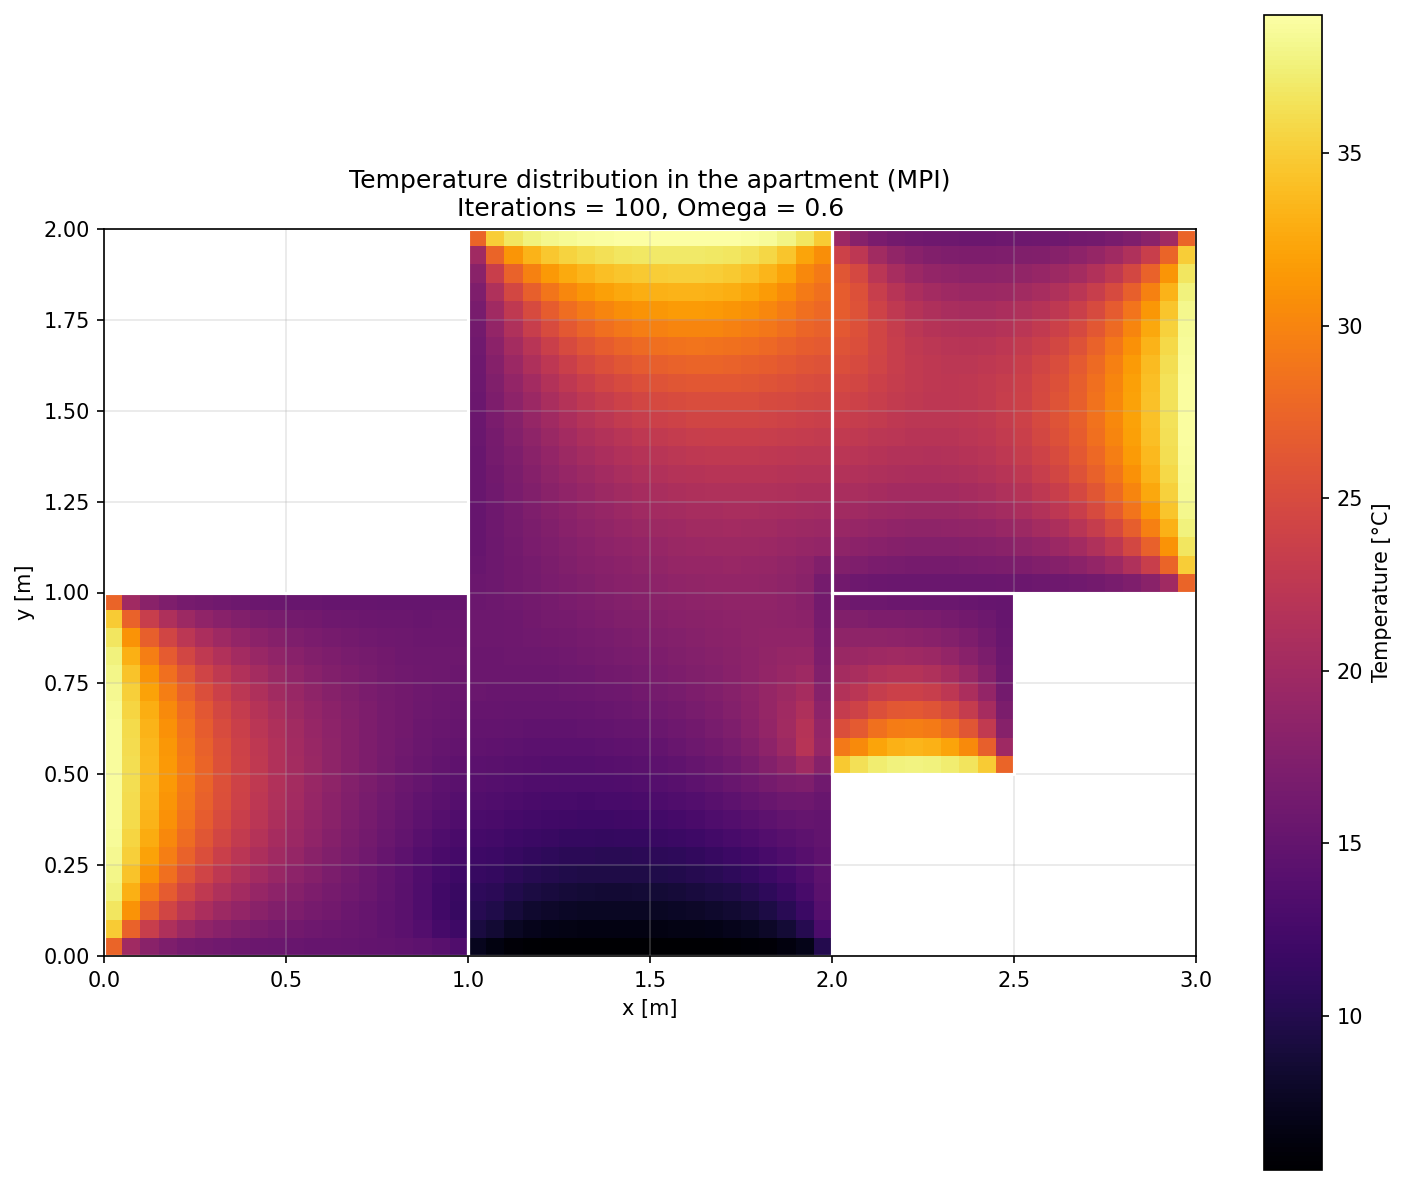 Temperature distribution in the apartment (MPI)
Iterations = 100, Omega = 0.6
2.00
1.75
1.50
1.25
1.00
0.75
0.50
0.25
0.00
y [m]
0.0 0.5 1.0 1.5 2.0 2.5 3.0
x [m]
35
30
25
20
15
10
Temperature [°C]